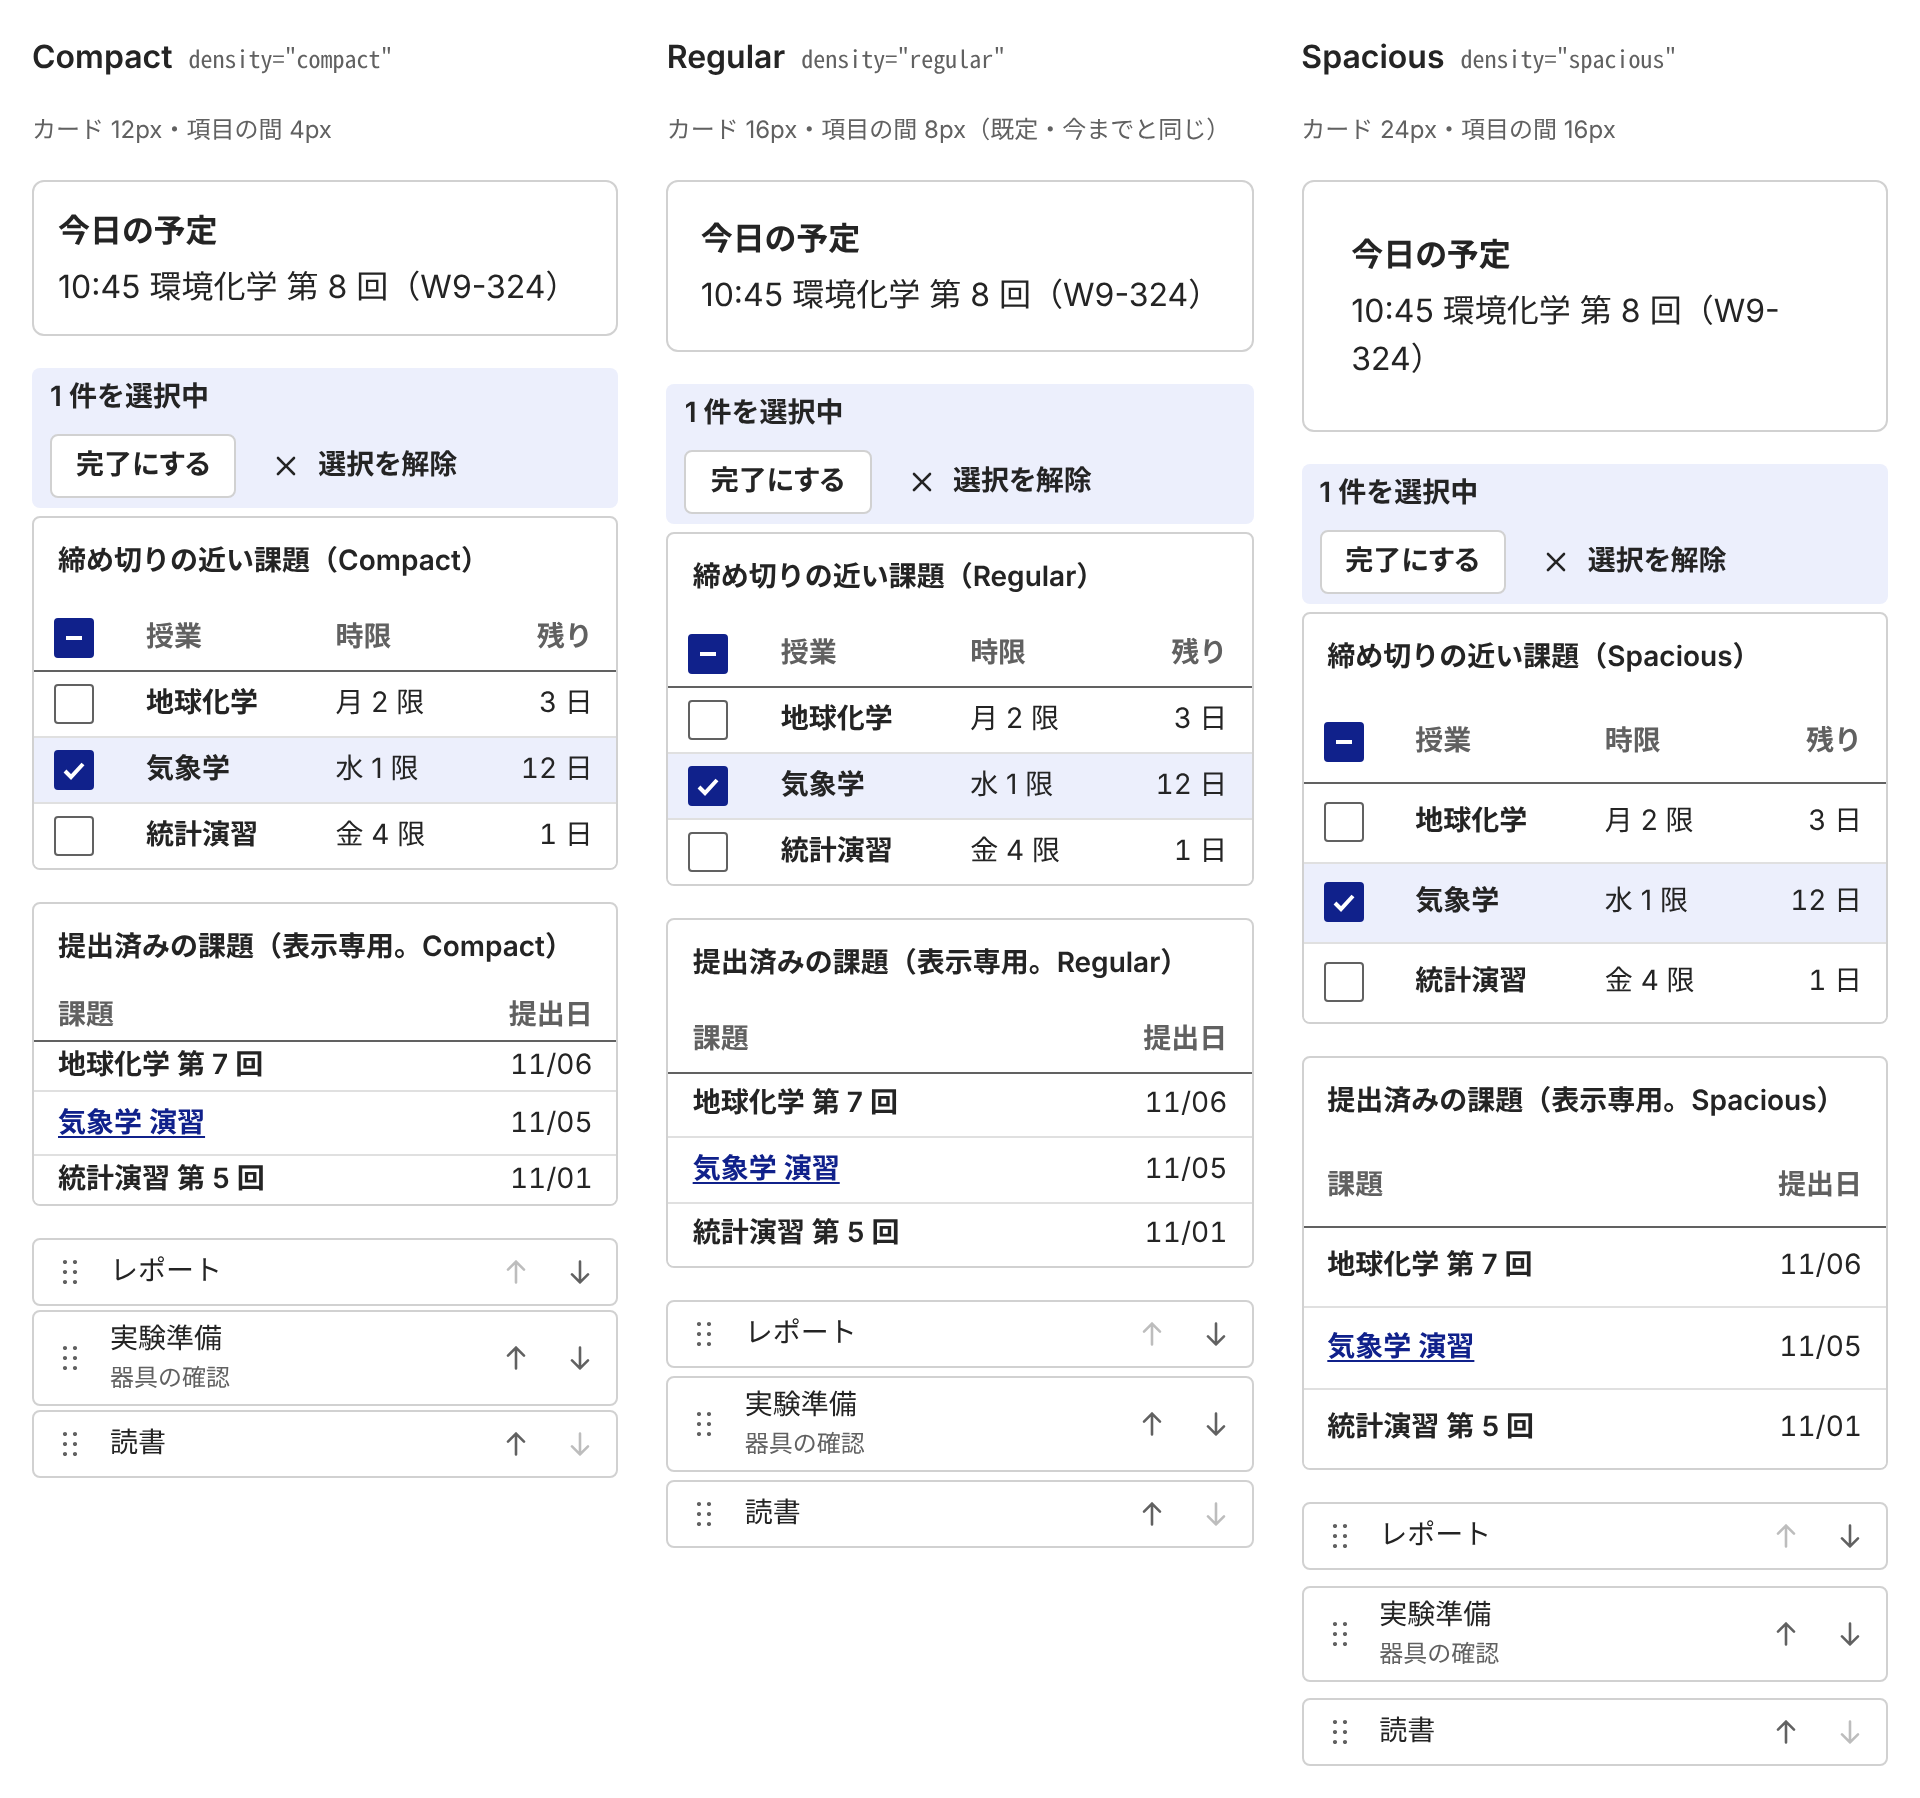 Compact density="compact"
カード 12px・項目の間 4px
今日の予定
10:45 環境化学 第 8 回（W9-324）
1 件を選択中
完了にする × 選択を解除
締め切りの近い課題（Compact）
授業 時限 残り
地球化学 月 2 限 3 日
気象学 水 1 限 12 日
統計演習 金 4 限 1 日
提出済みの課題（表示専用。Compact）
課題 提出日
地球化学 第 7 回 11/06
気象学 演習 11/05
統計演習 第 5 回 11/01
レポート ↑ ↓
実験準備 ↑ ↓
器具の確認
読書 ↑ ↓
Regular density="regular"
カード 16px・項目の間 8px（既定・今までと同じ）
今日の予定
10:45 環境化学 第 8 回（W9-324）
1 件を選択中
完了にする × 選択を解除
締め切りの近い課題（Regular）
授業 時限 残り
地球化学 月 2 限 3 日
気象学 水 1 限 12 日
統計演習 金 4 限 1 日
提出済みの課題（表示専用。Regular）
課題 提出日
地球化学 第 7 回 11/06
気象学 演習 11/05
統計演習 第 5 回 11/01
レポート ↑ ↓
実験準備 ↑ ↓
器具の確認
読書 ↑ ↓
Spacious density="spacious"
カード 24px・項目の間 16px
今日の予定
10:45 環境化学 第 8 回（W9-
324）
1 件を選択中
完了にする × 選択を解除
締め切りの近い課題（Spacious）
授業 時限 残り
地球化学 月 2 限 3 日
気象学 水 1 限 12 日
統計演習 金 4 限 1 日
提出済みの課題（表示専用。Spacious）
課題 提出日
地球化学 第 7 回 11/06
気象学 演習 11/05
統計演習 第 5 回 11/01
レポート ↑ ↓
実験準備 ↑ ↓
器具の確認
読書 ↑ ↓